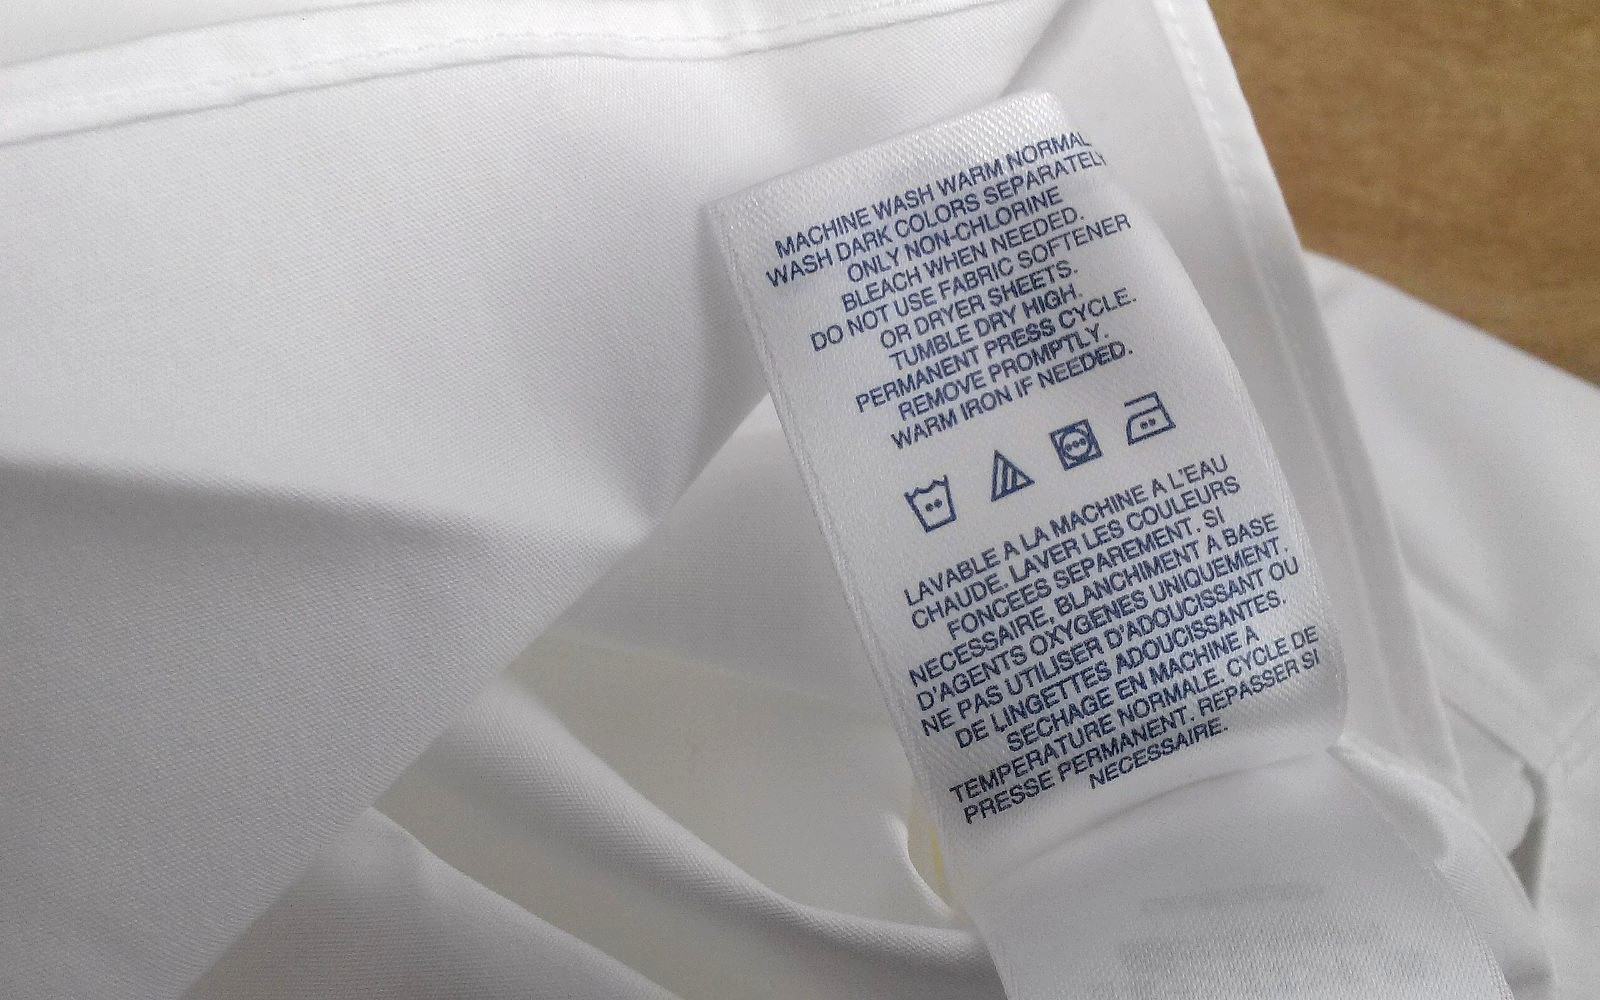 MACHINE WASH WARM NORMAL
WASH DARK COLORS SEPARATELY
ONLY NON-CHLORINE
BLEACH WHEN NEEDED.
DO NOT USE FABRIC SOFTENER
OR DRYER SHEETS.
TUMBLE DRY HIGH.
PERMANENT PRESS CYCLE.
REMOVE PROMPTLY.
WARM IRON IF NEEDED.
LAVABLE A LA MACHINE A L'EAU
CHAUDE. LAVER LES COULEURS
FONCEES SEPAREMENT. SI
NECESSAIRE, BLANCHIMENT A BASE
D'AGENTS OXYGENES UNIQUEMENT.
NE PAS UTILISER D'ADOUCISSANT OU
DE LINGETTES ADOUCISSANTES.
SECHAGE EN MACHINE A
TEMPERATURE NORMALE. CYCLE DE
PRESSE PERMANENT. REPASSER SI
NECESSAIRE.